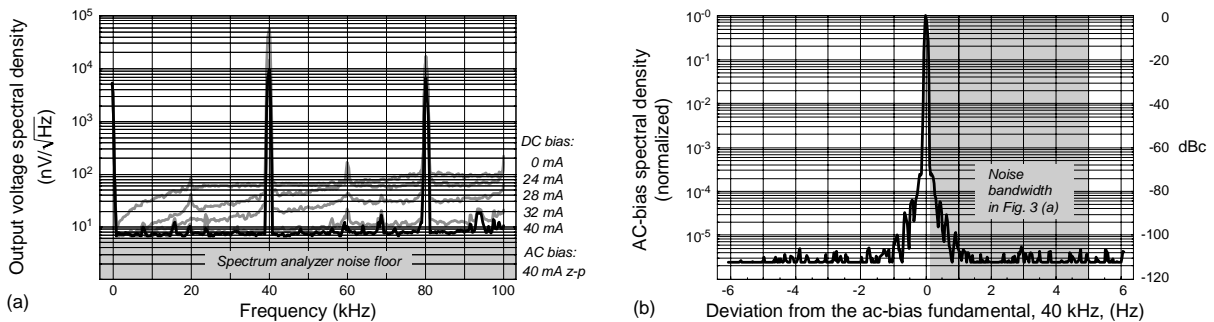 10^5
10^4
10^3
10^2
10^1
Output voltage spectral density
(nV/√Hz)
DC bias:
0 mA
24 mA
28 mA
32 mA
40 mA
AC bias:
40 mA z-p
Spectrum analyzer noise floor
0
20
40
60
80
100
Frequency (kHz)
(a)
10^-0
10^-1
10^-2
10^-3
10^-4
10^-5
AC-bias spectral density
(normalized)
0
-20
-40
-60
-80
-100
-120
dBc
Noise
bandwidth
in Fig. 3 (a)
-6
-4
-2
0
2
4
6
Deviation from the ac-bias fundamental, 40 kHz, (Hz)
(b)